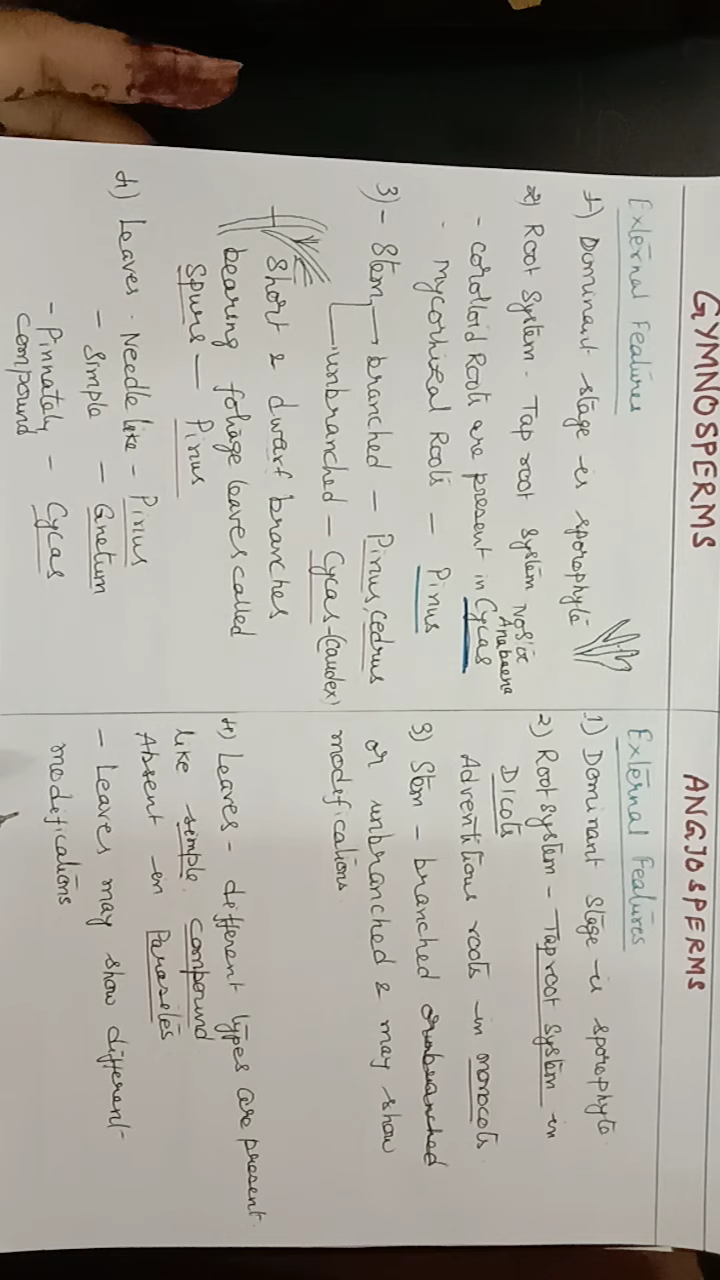 GYMNOSPERMS
External Features
1) Dominant stage is sporophyte
2) Root System - Tap root system
Nos'c
Anabaena
- corolloid Roots are present in Cycas
- Mycorhizal Roots - Pinus
3) - Stem → branched - Pinus, Cedrus
unbranched - Cycas - (caudex)
Short & dwarf branches
bearing foliage leaves called
Spurs - Pinus
4) Leaves - Needle like - Pinus
- Simple - Gnetum
- Pinnately - Cycas
compound
ANGIOSPERMS
External Features
1) Dominant stage is sporophyte.
2) Root System - Tap root System in
Dicots
Adventitious roots in monocots.
3) Stem - branched
or unbranched & may show
modifications.
4) Leaves - different types are present.
like simple, compound
Absent in Parasites
- Leaves may show different
modifications